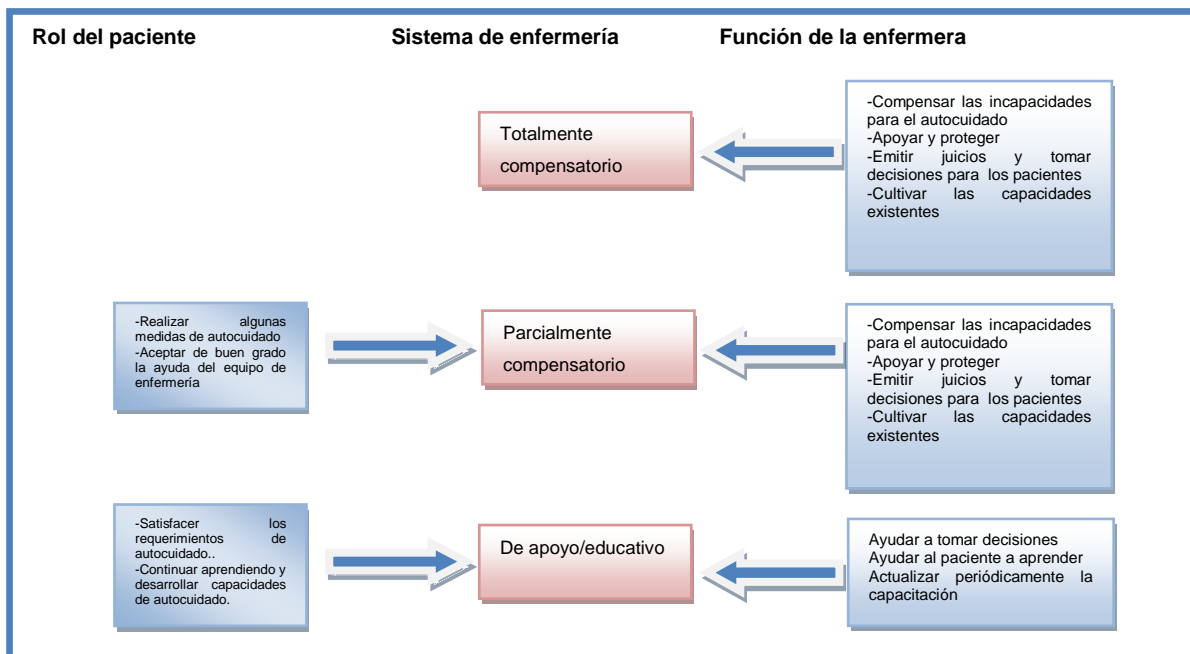 Rol del paciente
Sistema de enfermería
Función de la enfermera
Totalmente
compensatorio
-Compensar las incapacidades
para el autocuidado
-Apoyar y proteger
-Emitir juicios y tomar
decisiones para los pacientes
-Cultivar las capacidades
existentes
-Realizar algunas
medidas de autocuidado
-Aceptar de buen grado
la ayuda del equipo de
enfermería
Parcialmente
compensatorio
-Compensar las incapacidades
para el autocuidado
-Apoyar y proteger
-Emitir juicios y tomar
decisiones para los pacientes
-Cultivar las capacidades
existentes
-Satisfacer los
requerimientos de
autocuidado..
-Continuar aprendiendo y
desarrollar capacidades
de autocuidado.
De apoyo/educativo
Ayudar a tomar decisiones
Ayudar al paciente a aprender
Actualizar periódicamente la
capacitación